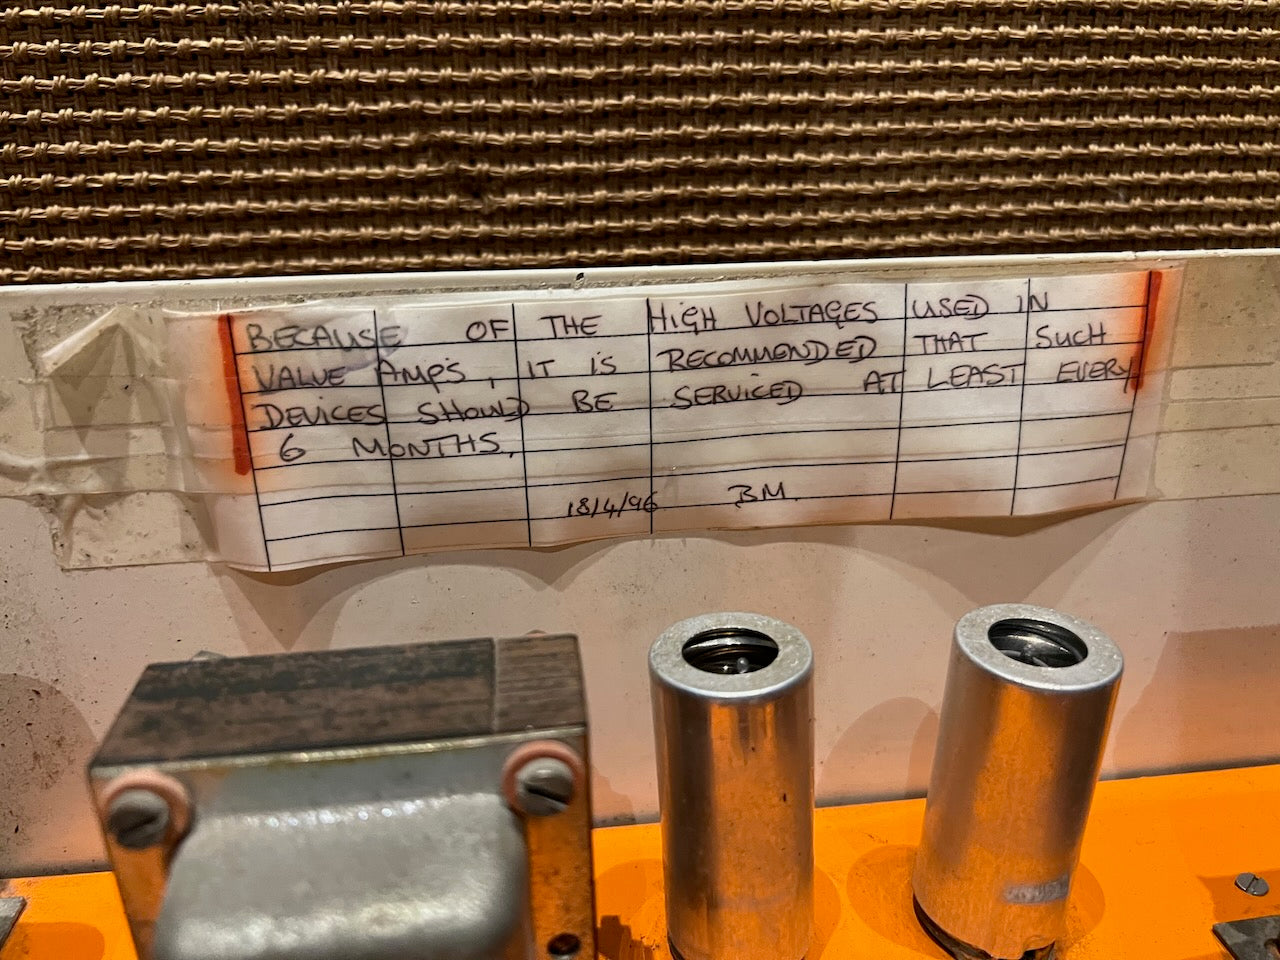 BECAUSE OF THE HIGH VOLTAGES USED IN
VALVE AMPS, IT IS RECOMMENDED THAT SUCH
DEVICES SHOULD BE SERVICED AT LEAST EVERY
6 MONTHS.
18/4/96 BM.